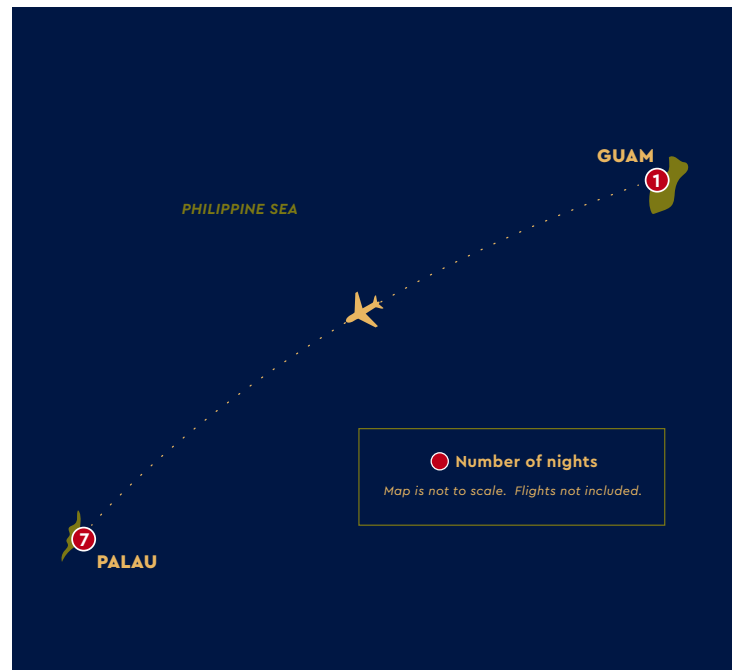 GUAM
1
PHILIPPINE SEA
Number of nights
Map is not to scale.  Flights not included.
7
PALAU